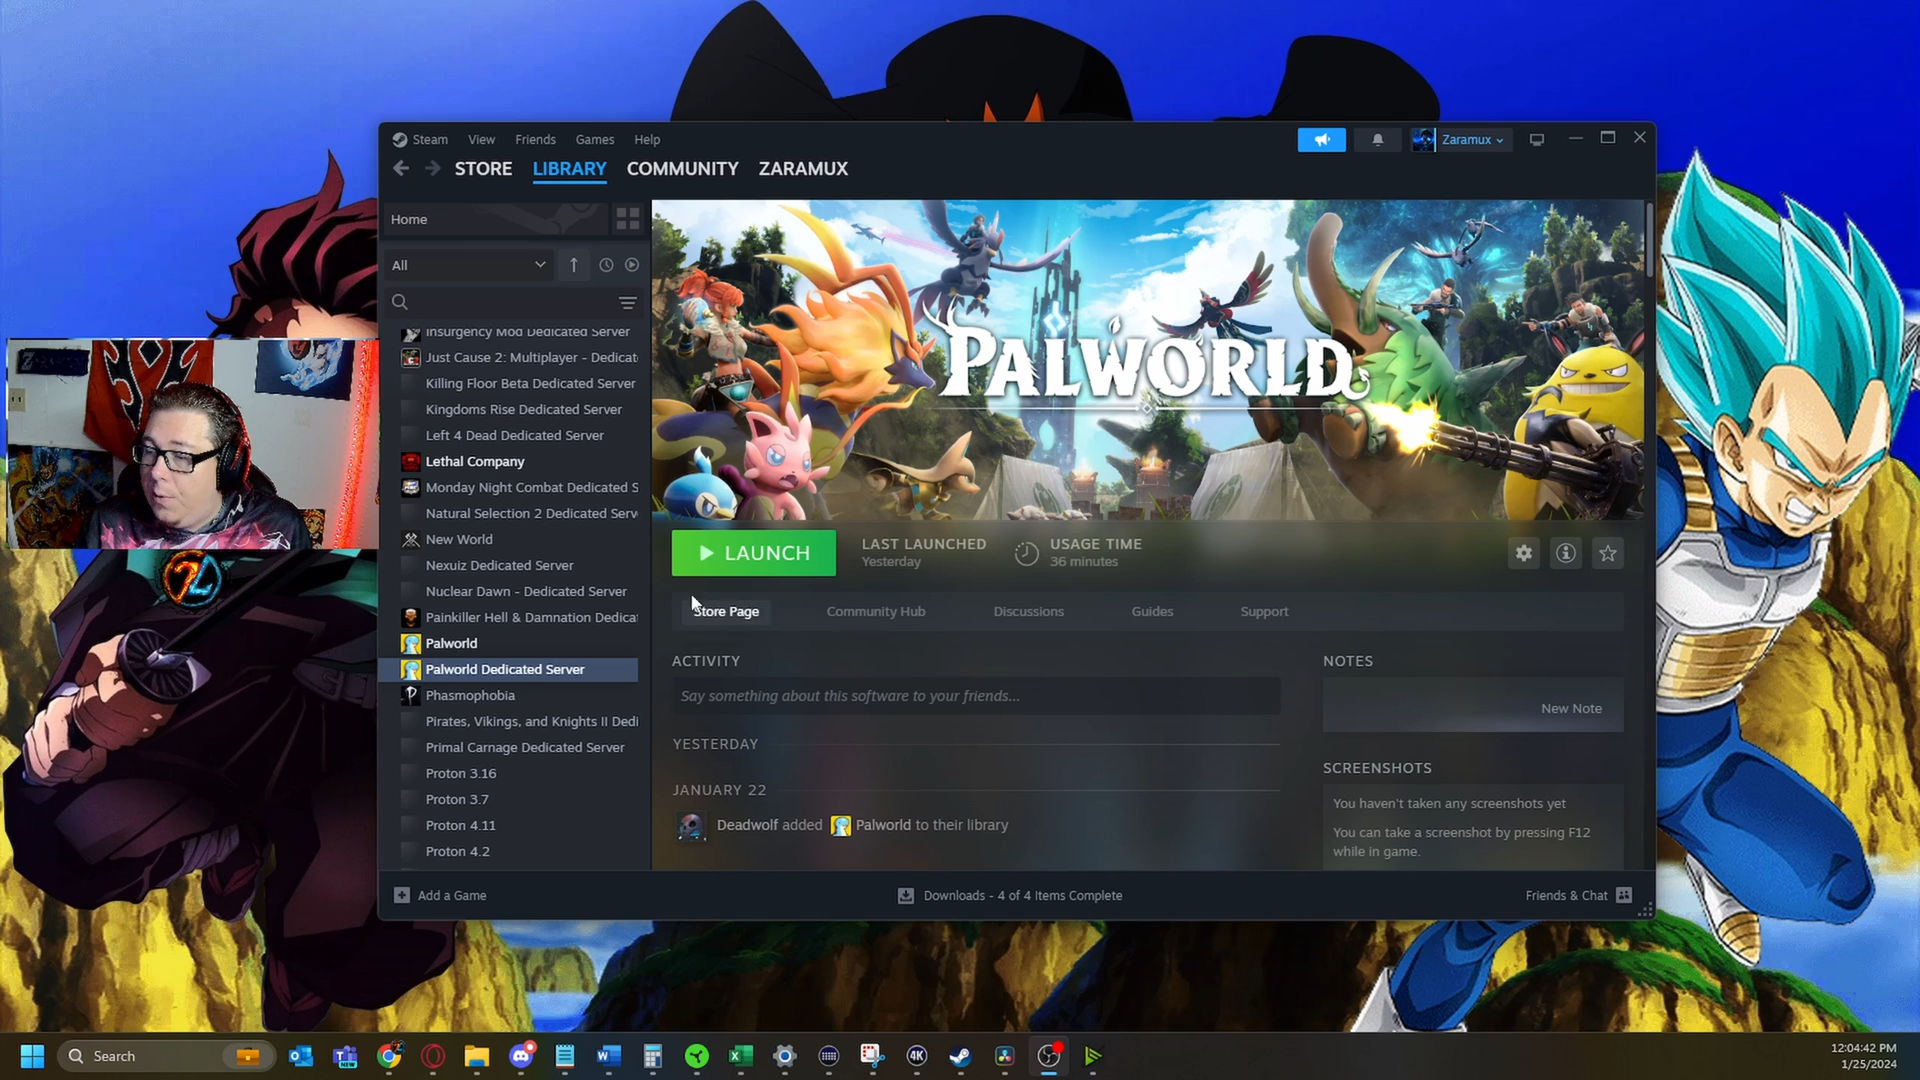 Steam View Friends Games Help
Zaramux
STORE LIBRARY COMMUNITY ZARAMUX
Home
All
Insurgency Mod Dedicated Server
Just Cause 2: Multiplayer - Dedicat
Killing Floor Beta Dedicated Server
Kingdoms Rise Dedicated Server
Left 4 Dead Dedicated Server
Lethal Company
Monday Night Combat Dedicated S
Natural Selection 2 Dedicated Serv
New World
Nexuiz Dedicated Server
Nuclear Dawn - Dedicated Server
Painkiller Hell & Damnation Dedicat
Palworld
Palworld Dedicated Server
Phasmophobia
Pirates, Vikings, and Knights II Dedi
Primal Carnage Dedicated Server
Proton 3.16
Proton 3.7
Proton 4.11
Proton 4.2
PALWORLD
LAUNCH
LAST LAUNCHED
Yesterday
USAGE TIME
36 minutes
Store Page Community Hub Discussions Guides Support
ACTIVITY
Say something about this software to your friends...
YESTERDAY
JANUARY 22
Deadwolf added Palworld to their library
NOTES
New Note
SCREENSHOTS
You haven't taken any screenshots yet
You can take a screenshot by pressing F12
while in game.
Add a Game
Downloads - 4 of 4 Items Complete
Friends & Chat
Search
NEW
4K
12:04:42 PM
1/25/2024